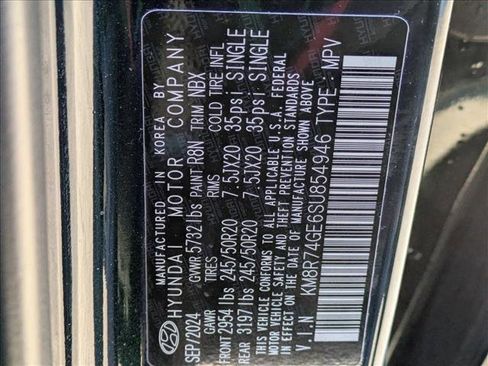 MANUFACTURED IN KOREA BY
HYUNDAI MOTOR COMPANY
SEP/2024 GVWR 5732 lbs PAINT R8N TRIM NBX
GAWR TIRES RIMS COLD TIRE INFL
FRONT 2954 lbs 245/50R20 7.5JX20 35psi SINGLE
REAR 3197 lbs 245/50R20 7.5JX20 35psi SINGLE
THIS VEHICLE CONFORMS TO ALL APPLICABLE U.S.A. FEDERAL
MOTOR VEHICLE SAFETY, BUMPER, AND THEFT PREVENTION STANDARDS
IN EFFECT ON THE DATE OF MANUFACTURE SHOWN ABOVE
V.I.N KM8R74GE6SU854946 TYPE : MPV